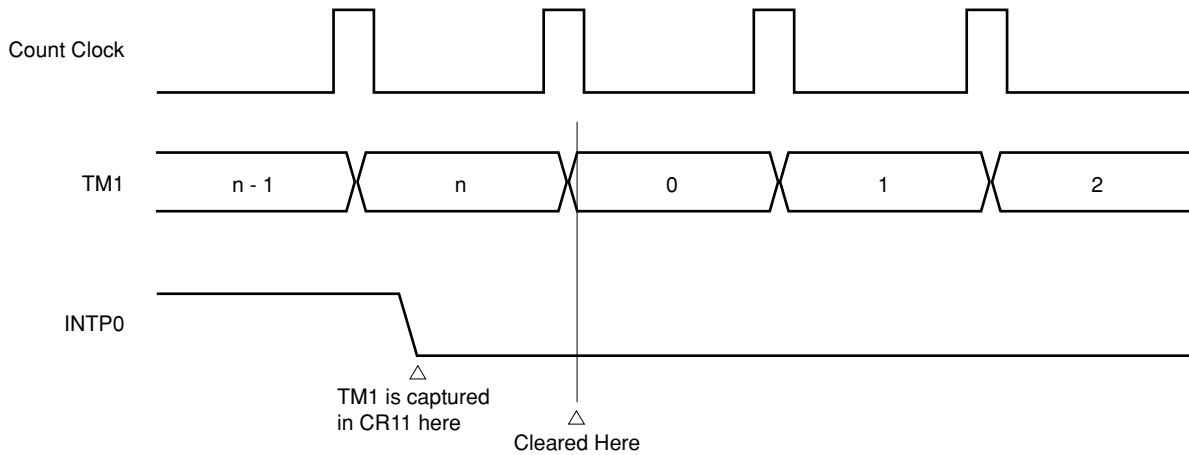 Count Clock
TM1
n - 1
n
0
1
2
INTP0
TM1 is captured
in CR11 here
Cleared Here